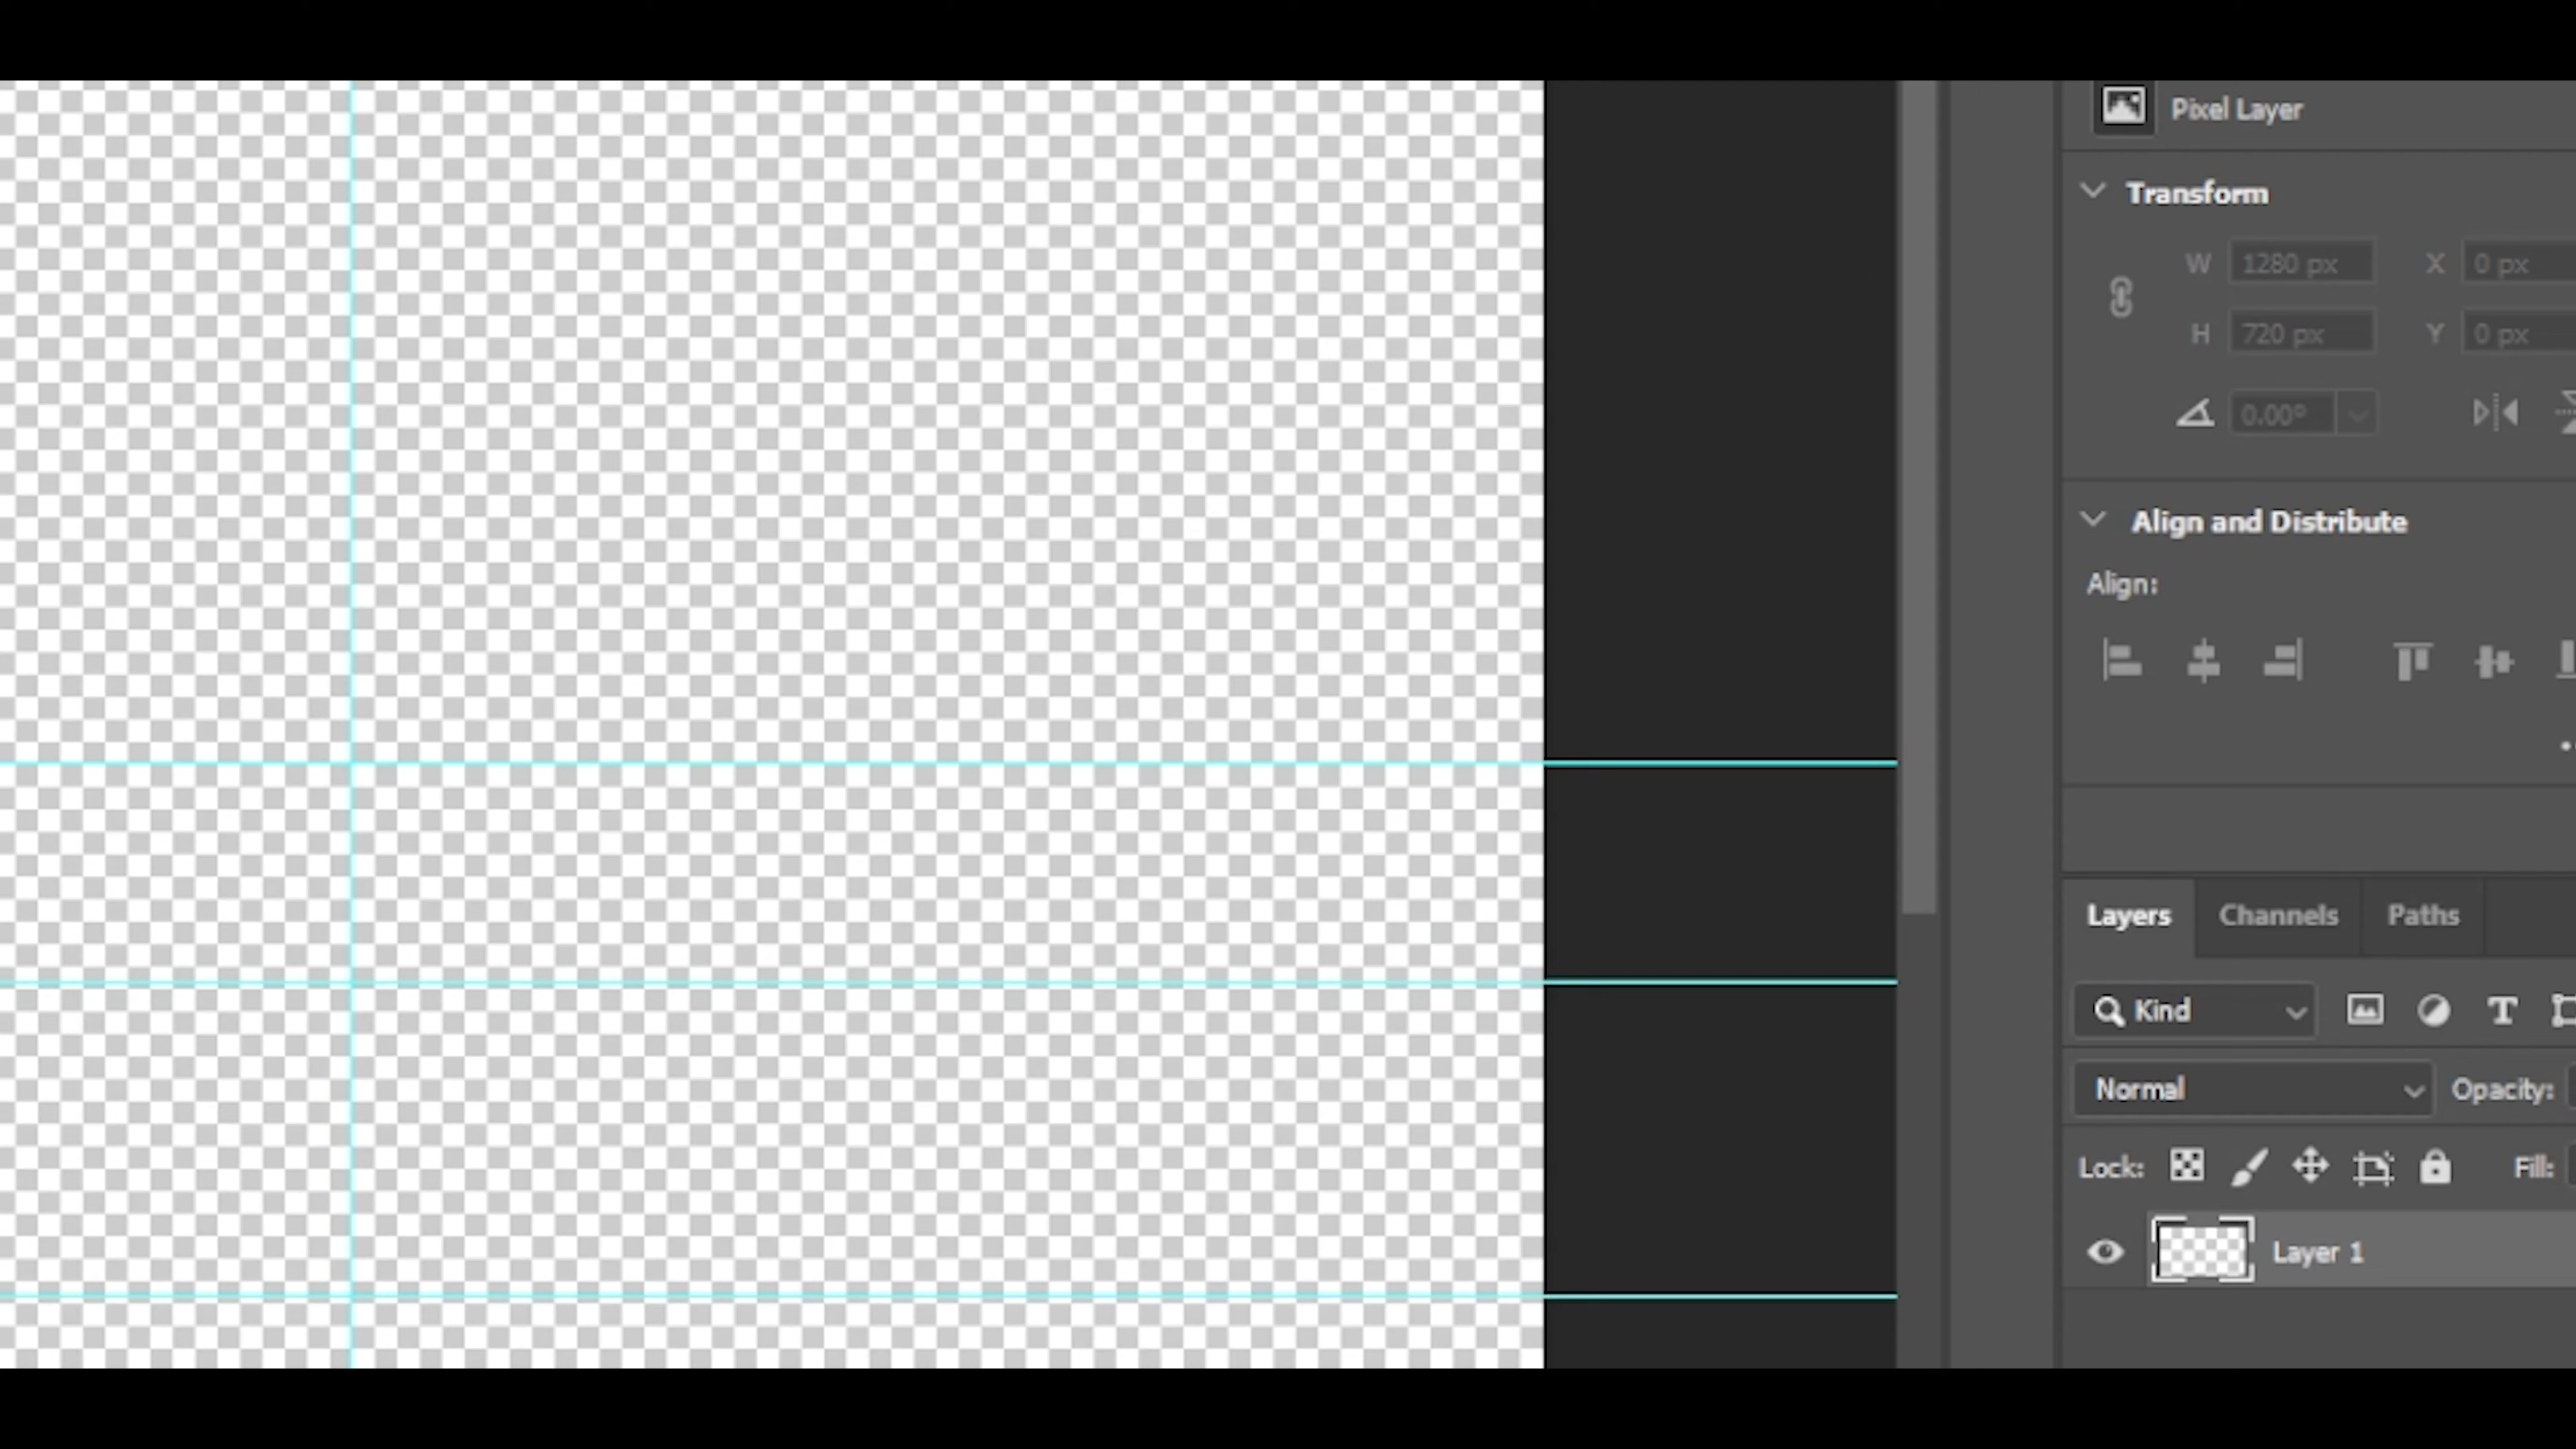 Pixel Layer
Transform
W 1280 px X 0 px
H 720 px Y 0 px
0.00°
Align and Distribute
Align:
Layers Channels Paths
Kind
Normal Opacity:
Lock: Fill:
Layer 1